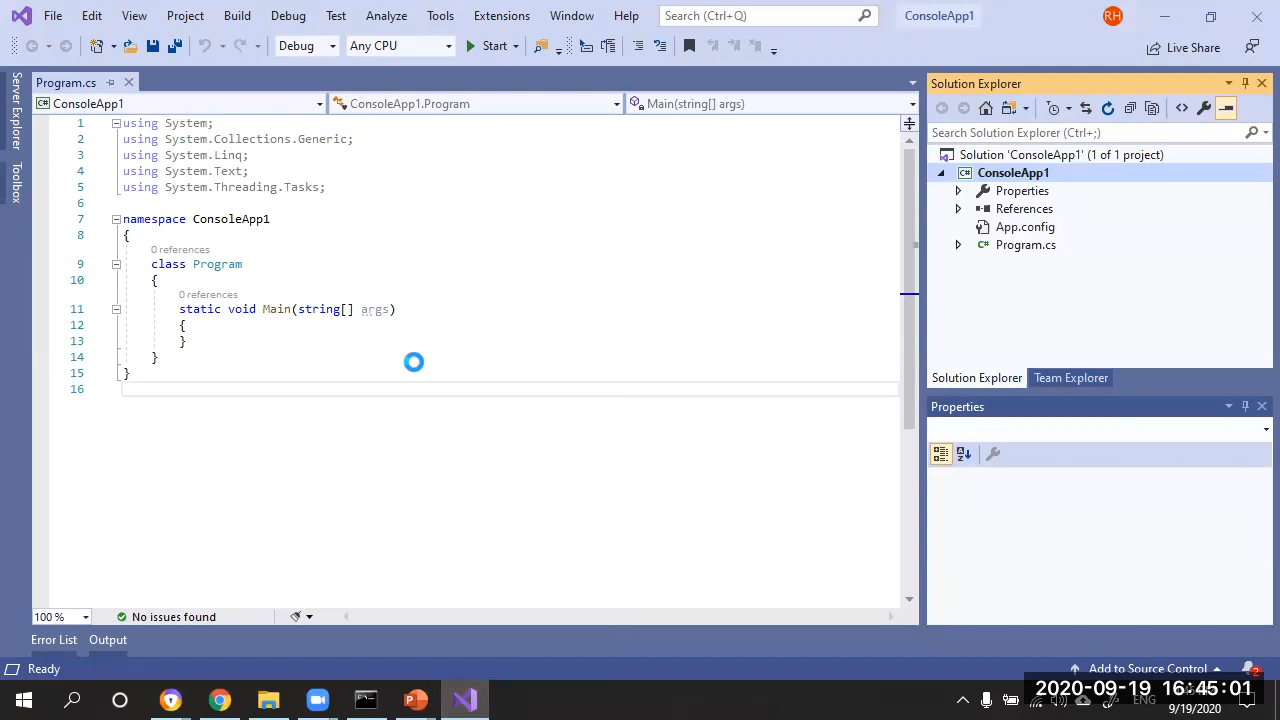 File Edit View Project Build Debug Test Analyze Tools Extensions Window Help Search (Ctrl+Q) ConsoleApp1 RH
Debug Any CPU Start Live Share
Server Explorer
Toolbox
Program.cs
ConsoleApp1 ConsoleApp1.Program Main(string[] args)
1 using System;
2 using System.Collections.Generic;
3 using System.Linq;
4 using System.Text;
5 using System.Threading.Tasks;
6
7 namespace ConsoleApp1
8 {
0 references
9 class Program
10 {
0 references
11 static void Main(string[] args)
12 {
13 }
14 }
15 }
16
100 % No issues found
Solution Explorer
Search Solution Explorer (Ctrl+;)
Solution 'ConsoleApp1' (1 of 1 project)
C# ConsoleApp1
Properties
References
App.config
C# Program.cs
Solution Explorer Team Explorer
Properties
Error List Output
Ready Add to Source Control 2
2020-09-19 16:45:01
ENG
9/19/2020